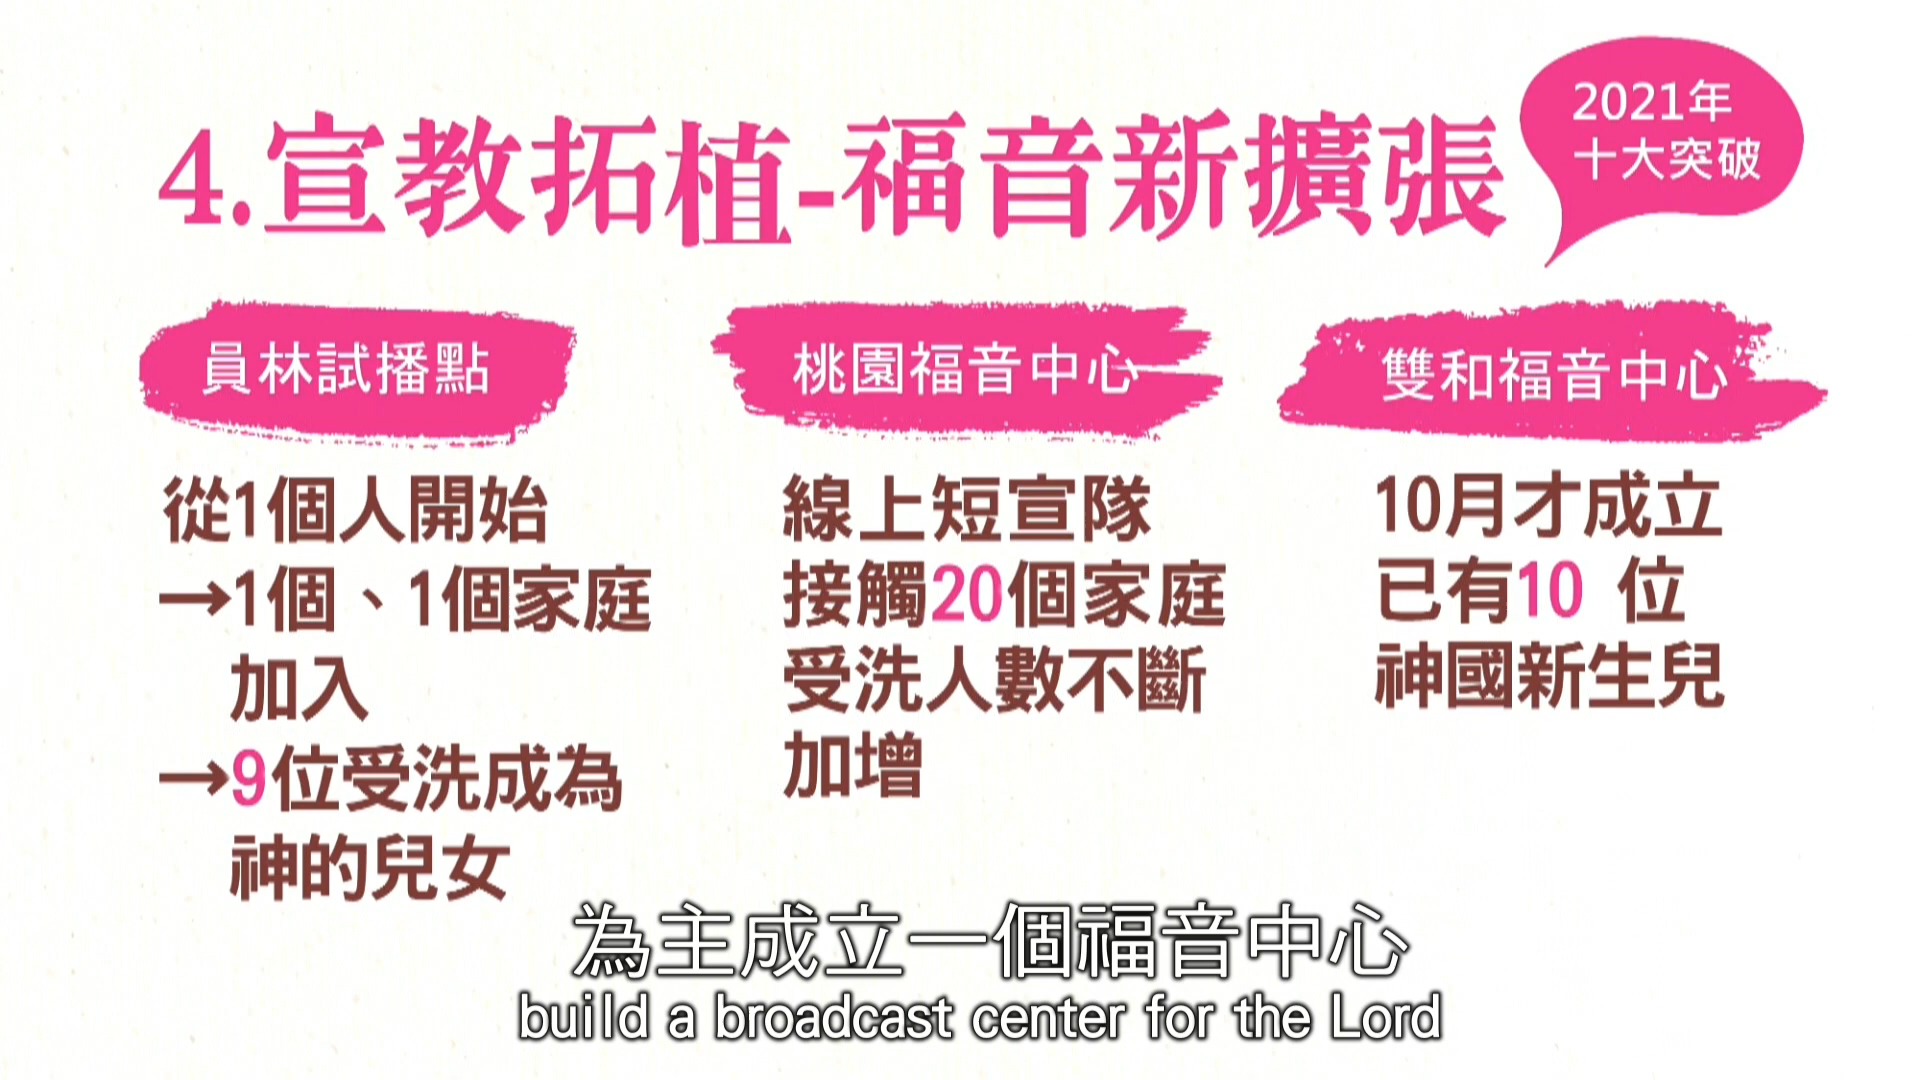 4.宣教拓植-福音新擴張
2021年
十大突破
員林試播點
從1個人開始
→1個、1個家庭
加入
→9位受洗成為
神的兒女
桃園福音中心
線上短宣隊
接觸20個家庭
受洗人數不斷
加增
雙和福音中心
10月才成立
已有10 位
神國新生兒
為主成立一個福音中心
build a broadcast center for the Lord